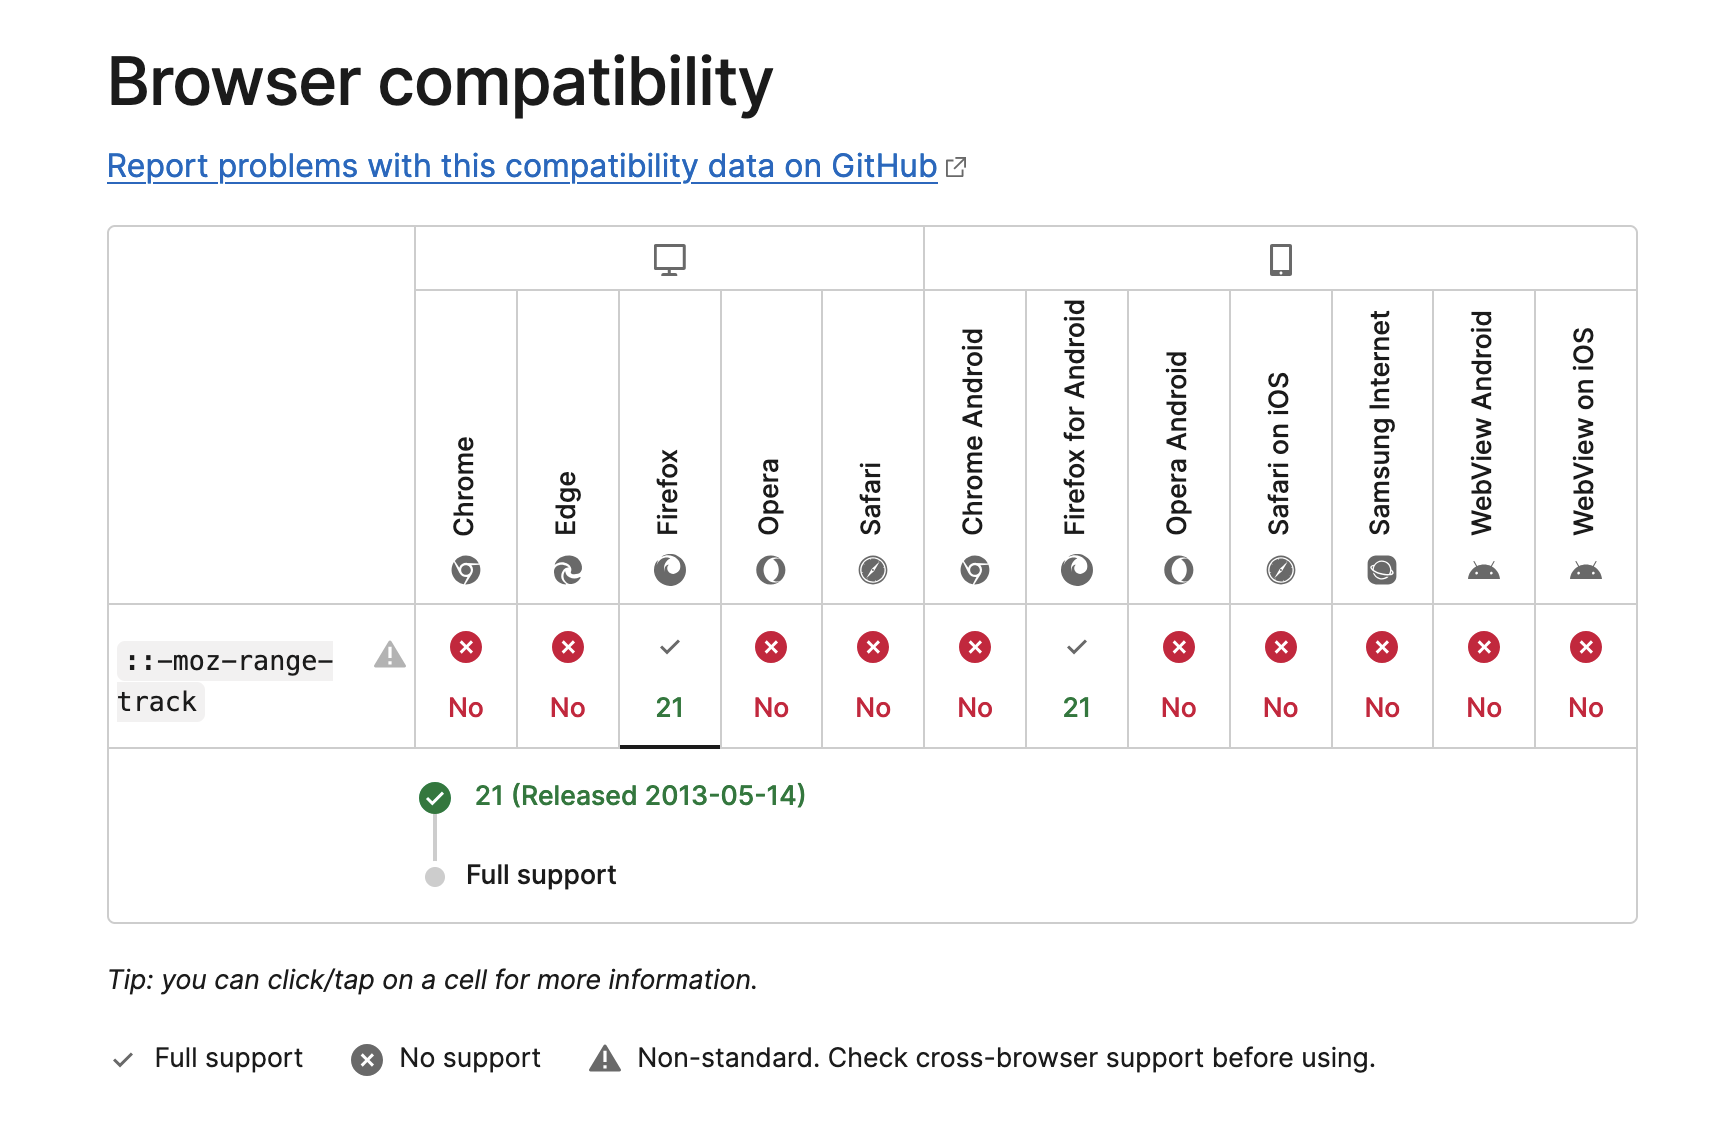 Browser compatibility
Report problems with this compatibility data on GitHub
Chrome
Edge
Firefox
Opera
Safari
Chrome Android
Firefox for Android
Opera Android
Safari on iOS
Samsung Internet
WebView Android
WebView on iOS
::-moz-range-
track
No No 21 No No No 21 No No No No No
21 (Released 2013-05-14)
Full support
Tip: you can click/tap on a cell for more information.
Full support No support Non-standard. Check cross-browser support before using.